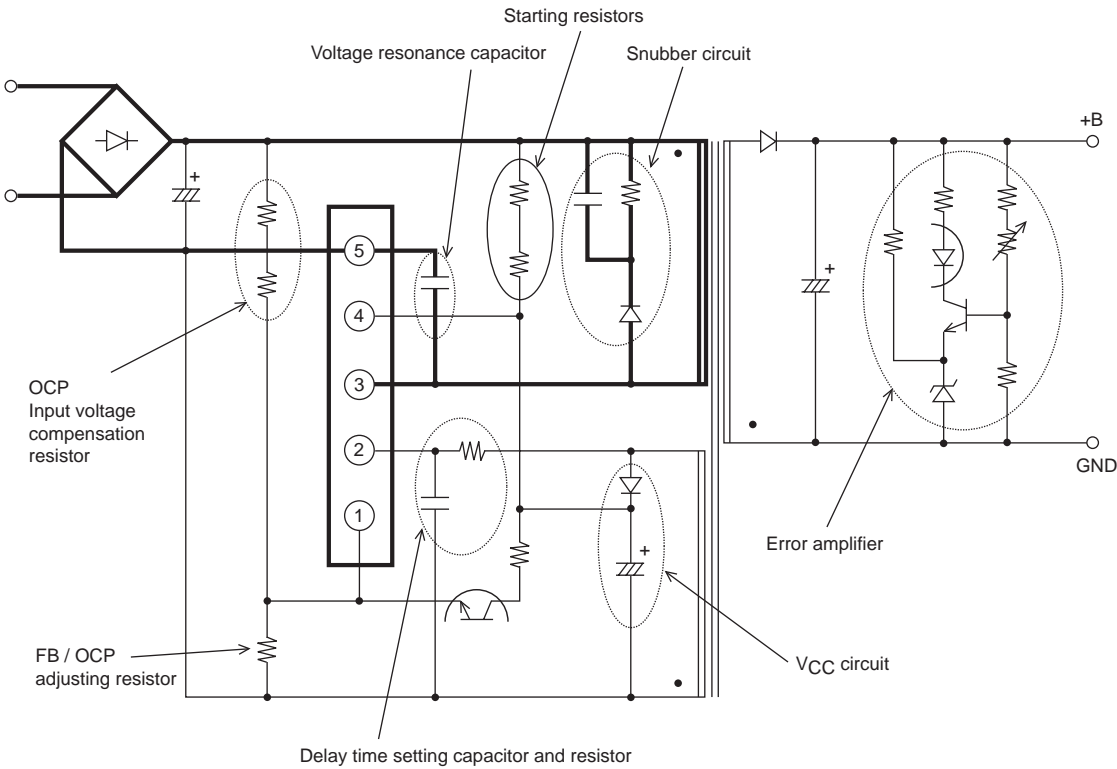 Starting resistors
Voltage resonance capacitor
Snubber circuit
+B
+
5
+
4
OCP
Input voltage
compensation
resistor
3
2
GND
1
+
Error amplifier
FB / OCP
adjusting resistor
VCC circuit
Delay time setting capacitor and resistor